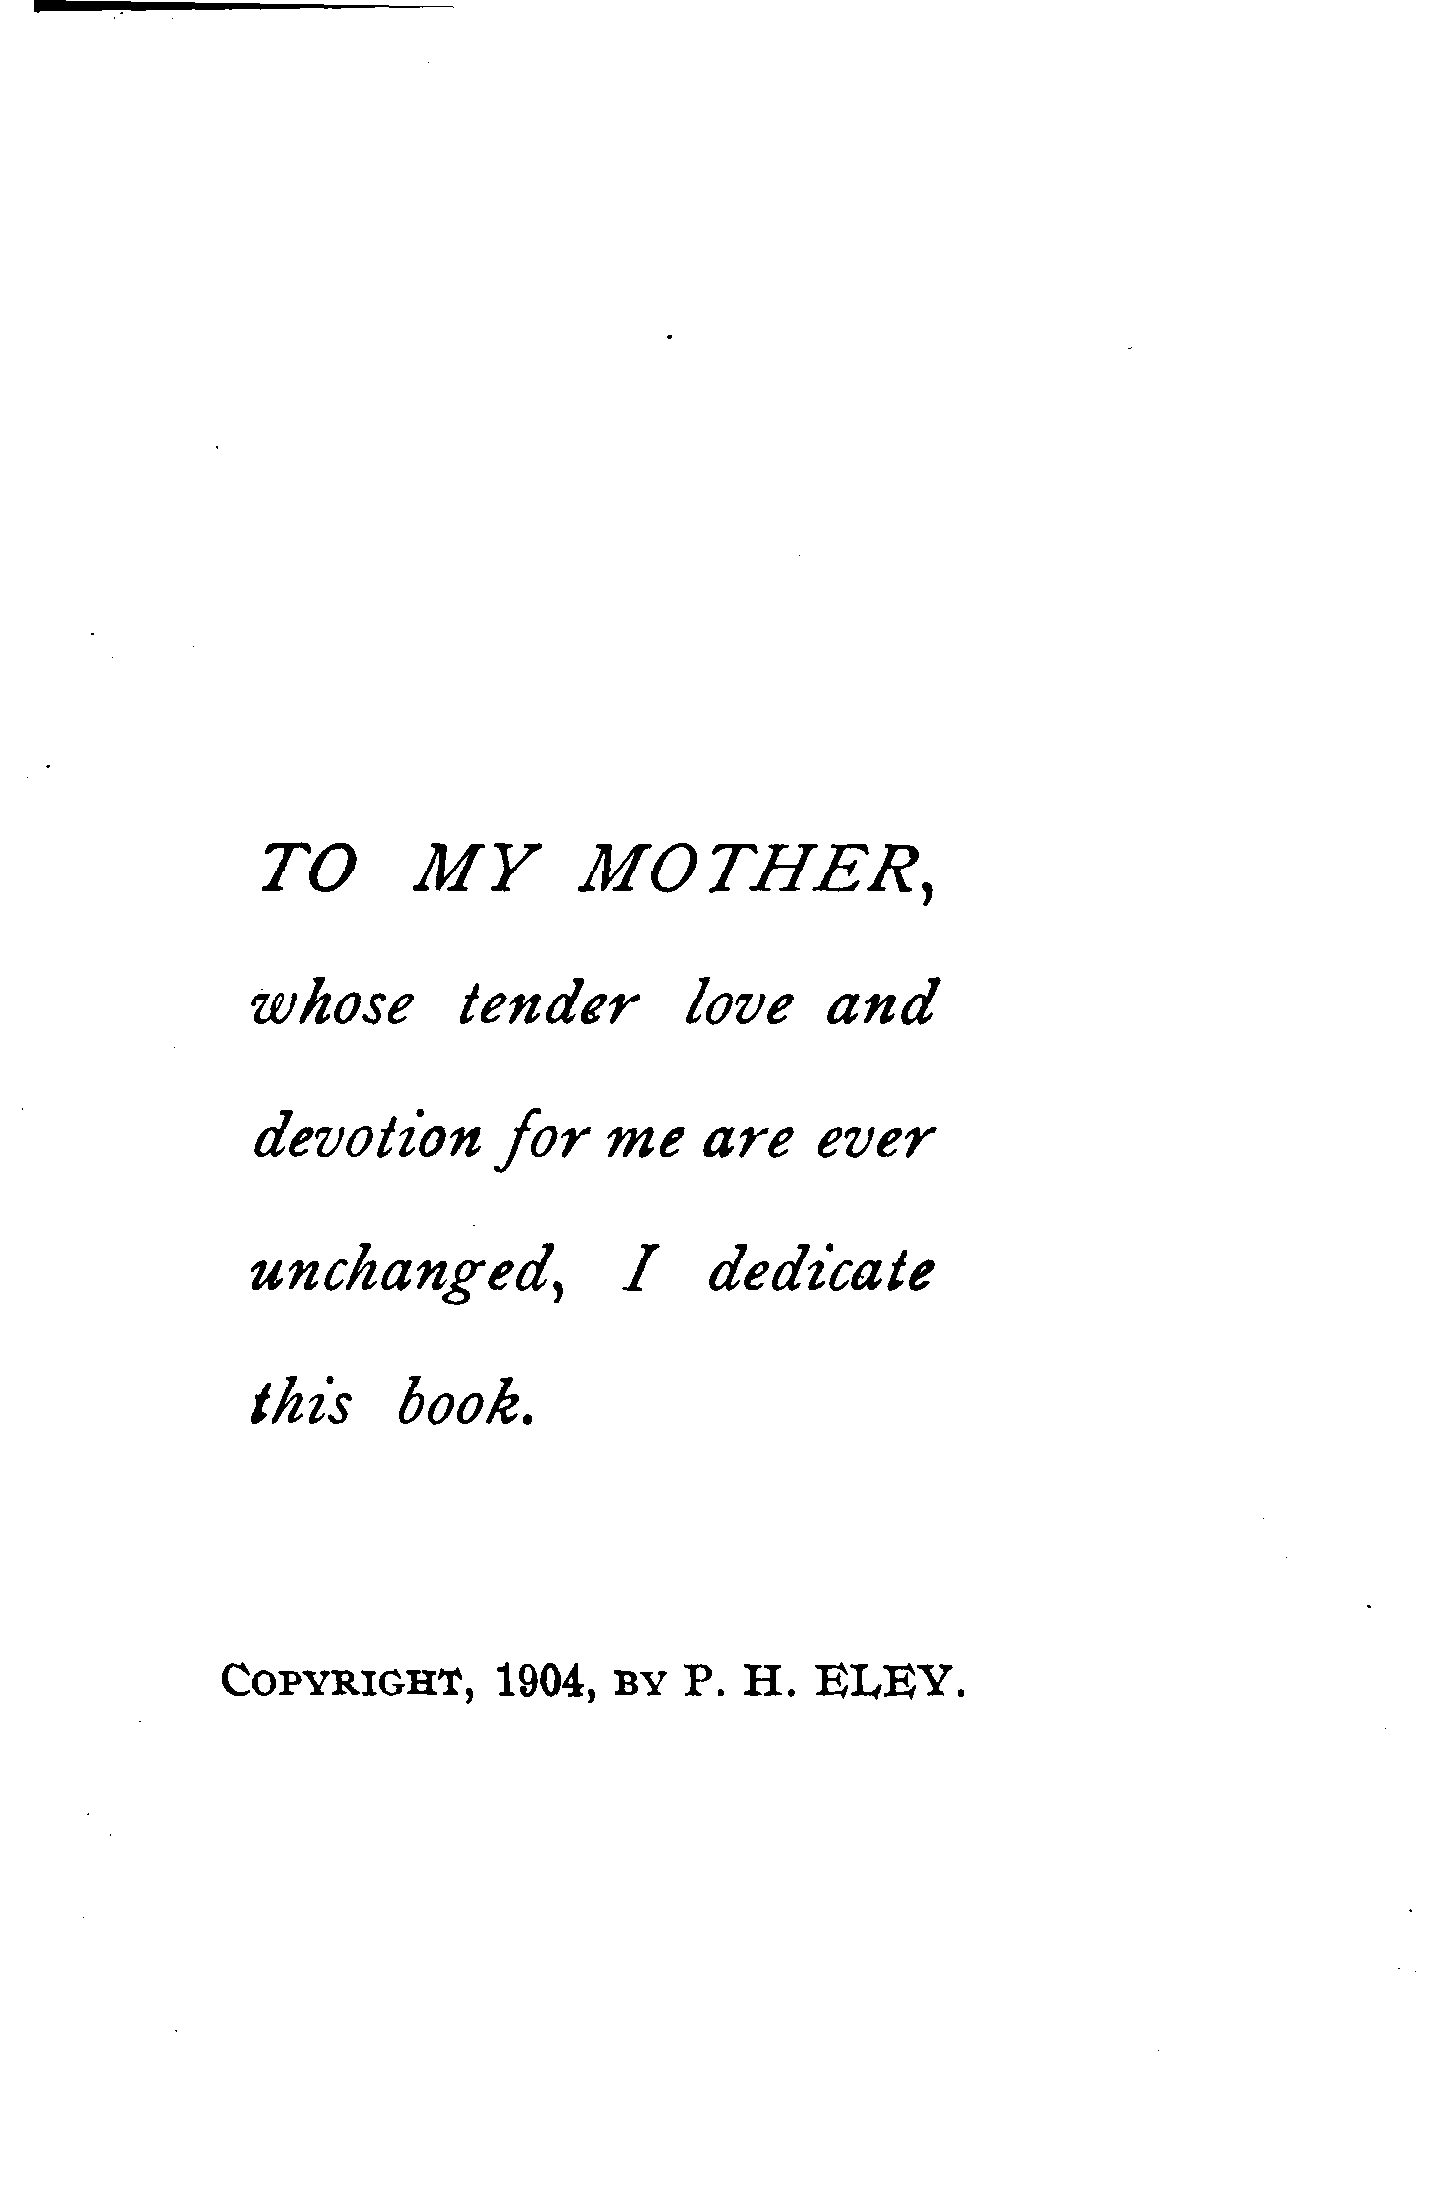 TO MY MOTHER,
whose tender love and
devotion for me are ever
unchanged, I dedicate
this book.
COPYRIGHT, 1904, BY P. H. ELEY.